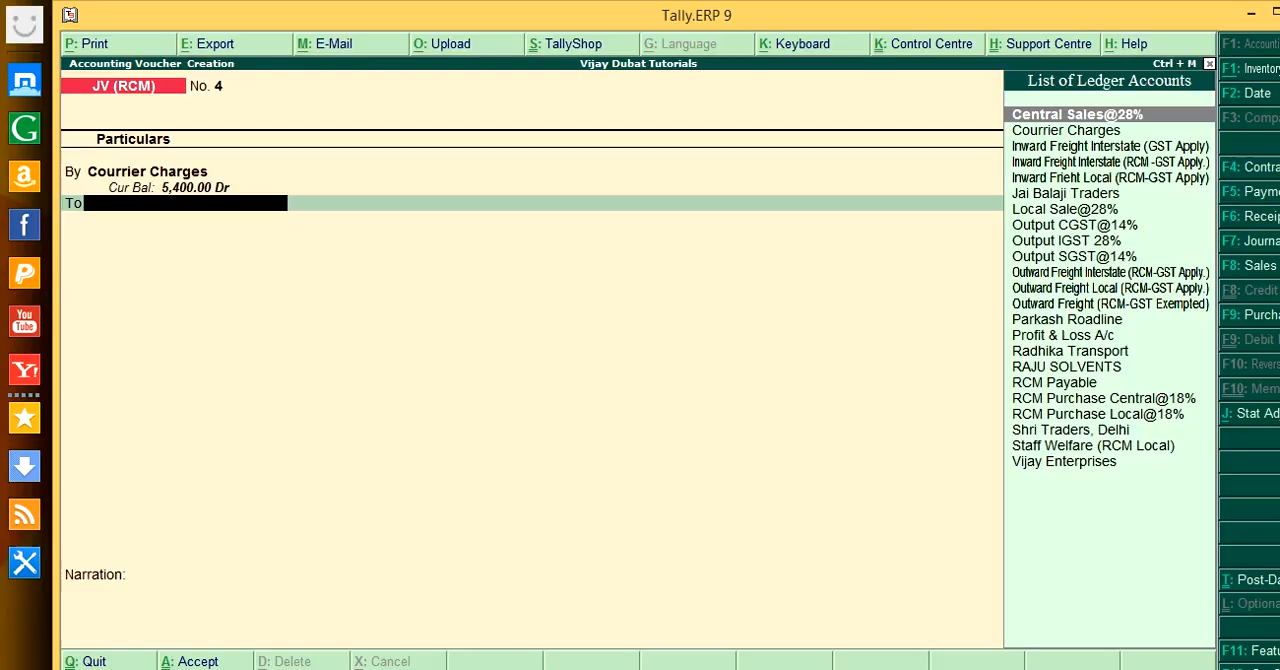 Tally.ERP 9
P: Print
E: Export
M: E-Mail
O: Upload
S: TallyShop
G: Language
K: Keyboard
K: Control Centre
H: Support Centre
H: Help
Accounting Voucher Creation
Vijay Dubat Tutorials
Ctrl + M
JV (RCM) No. 4
Particulars
By Courrier Charges
Cur Bal: 5,400.00 Dr
To
Narration:
List of Ledger Accounts
Central Sales@28%
Courrier Charges
Inward Freight Interstate (GST Apply)
Inward Freight Interstate (RCM -GST Apply.)
Inward Frieht Local (RCM-GST Apply)
Jai Balaji Traders
Local Sale@28%
Output CGST@14%
Output IGST 28%
Output SGST@14%
Outward Freight Interstate (RCM-GST Apply.)
Outward Freight Local (RCM-GST Apply.)
Outward Freight (RCM-GST Exempted)
Parkash Roadline
Profit & Loss A/c
Radhika Transport
RAJU SOLVENTS
RCM Payable
RCM Purchase Central@18%
RCM Purchase Local@18%
Shri Traders, Delhi
Staff Welfare (RCM Local)
Vijay Enterprises
F1: Accounti
F1: Inventory
F2: Date
F3: Compa
F4: Contra
F5: Payme
F6: Receip
F7: Journa
F8: Sales
F8: Credit
F9: Purcha
F9: Debit
F10: Revers
F10: Mem
J: Stat Ad
T: Post-Da
L: Optiona
F11: Featu
Q: Quit
A: Accept
D: Delete
X: Cancel
You
Tube